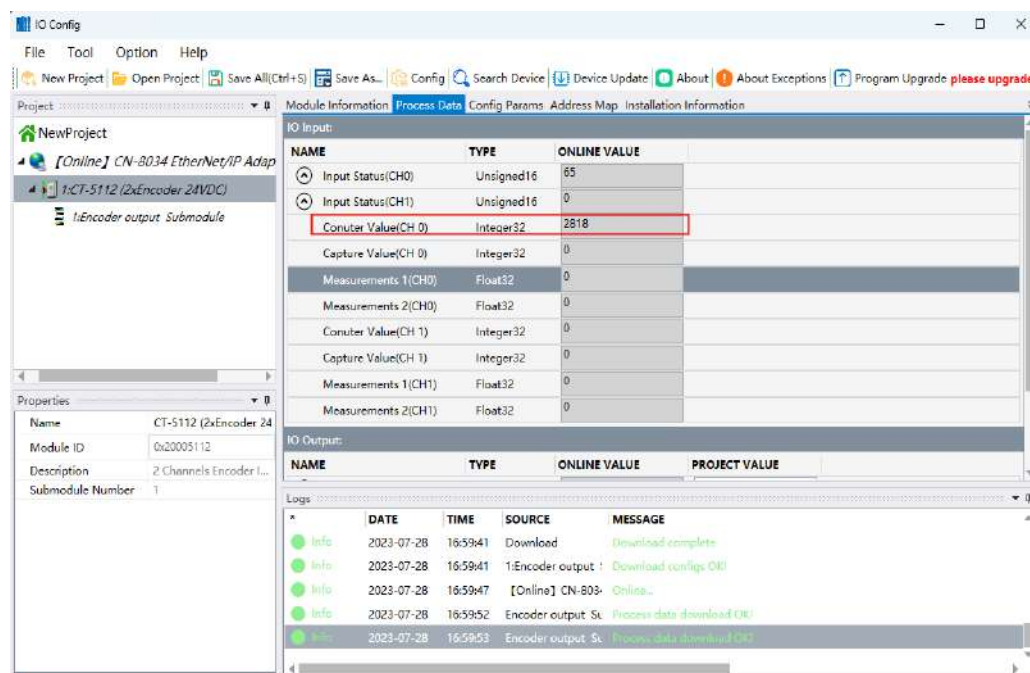 IO Config
File Tool Option Help
New Project Open Project Save All(Ctrl+S) Save As... Config Search Device Device Update About About Exceptions Program Upgrade please upgrade
Project
NewProject
【Online】CN-8034 EtherNet/IP Adap
1:CT-5112 (2xEncoder 24VDC)
1:Encoder output Submodule
Properties
Name CT-5112 (2xEncoder 24
Module ID 0x20005112
Description 2 Channels Encoder I...
Submodule Number 1
Module Information Process Data Config Params Address Map Installation Information
IO Input:
NAME TYPE ONLINE VALUE
Input Status(CH0) Unsigned16 65
Input Status(CH1) Unsigned16 0
Conuter Value(CH 0) Integer32 2818
Capture Value(CH 0) Integer32 0
Measurements 1(CH0) Float32 0
Measurements 2(CH0) Float32 0
Conuter Value(CH 1) Integer32 0
Capture Value(CH 1) Integer32 0
Measurements 1(CH1) Float32 0
Measurements 2(CH1) Float32 0
IO Output:
NAME TYPE ONLINE VALUE PROJECT VALUE
Logs
* DATE TIME SOURCE MESSAGE
Info 2023-07-28 16:59:41 Download Download complete
Info 2023-07-28 16:59:41 1:Encoder output Download configs OK!
Info 2023-07-28 16:59:47 【Online】CN-803 Online...
Info 2023-07-28 16:59:52 Encoder output Su Process data download OK!
Info 2023-07-28 16:59:53 Encoder output Su Process data download OK!